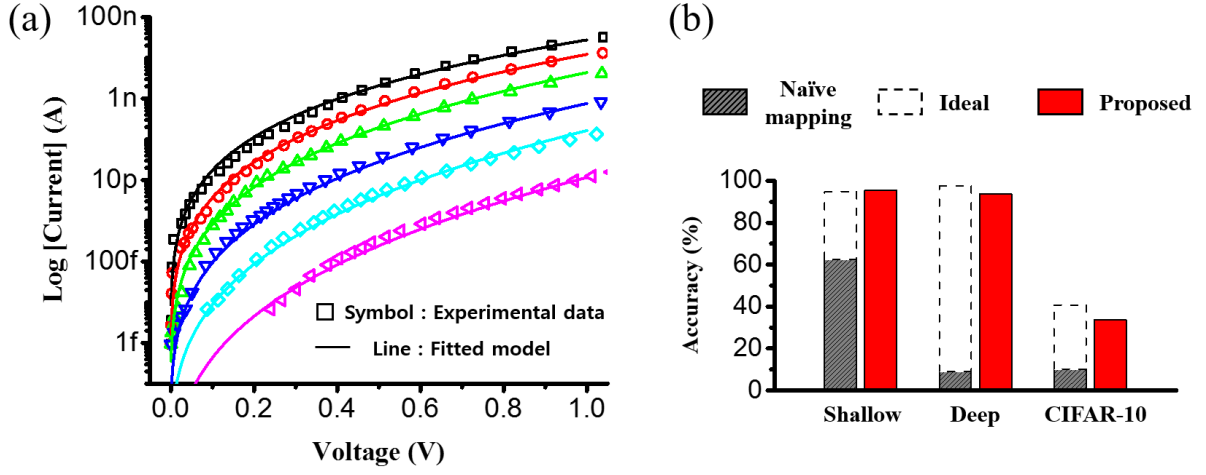 (a)
Log [Current] (A)
100n
1n
10p
100f
1f
Symbol : Experimental data
Line : Fitted model
0.0 0.2 0.4 0.6 0.8 1.0
Voltage (V)
(b)
Naïve
mapping
Ideal
Proposed
Accuracy (%)
100
80
60
40
20
0
Shallow Deep CIFAR-10